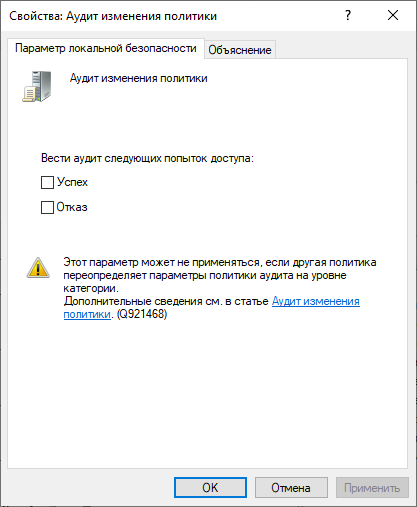 Свойства: Аудит изменения политики
Параметр локальной безопасности
Объяснение
Аудит изменения политики
Вести аудит следующих попыток доступа:
Успех
Отказ
Этот параметр может не применяться, если другая политика
переопределяет параметры политики аудита на уровне
категории.
Дополнительные сведения см. в статье Аудит изменения
политики. (Q921468)
OK
Отмена
Применить